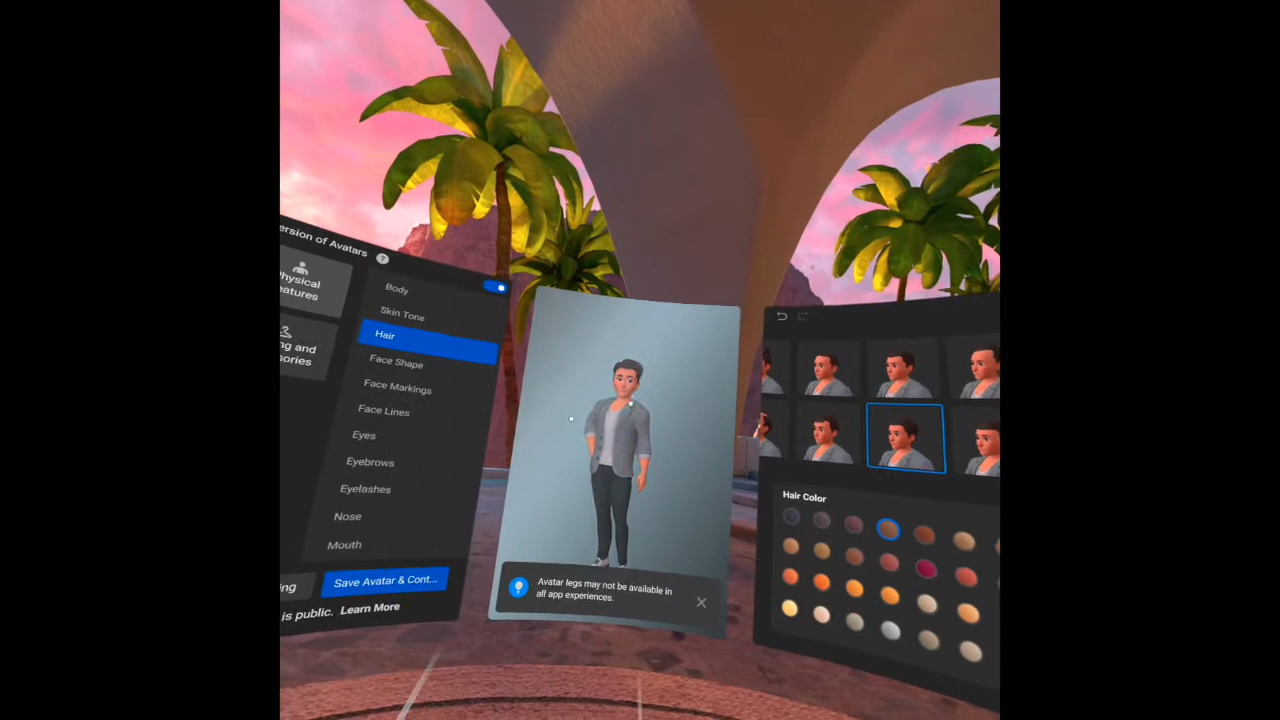 ersion of Avatars ?
Physical
eatures
ng and
sories
Body
Skin Tone
Hair
Face Shape
Face Markings
Face Lines
Eyes
Eyebrows
Eyelashes
Nose
Mouth
ing
Save Avatar & Cont...
is public. Learn More
Avatar legs may not be available in
all app experiences.
Hair Color